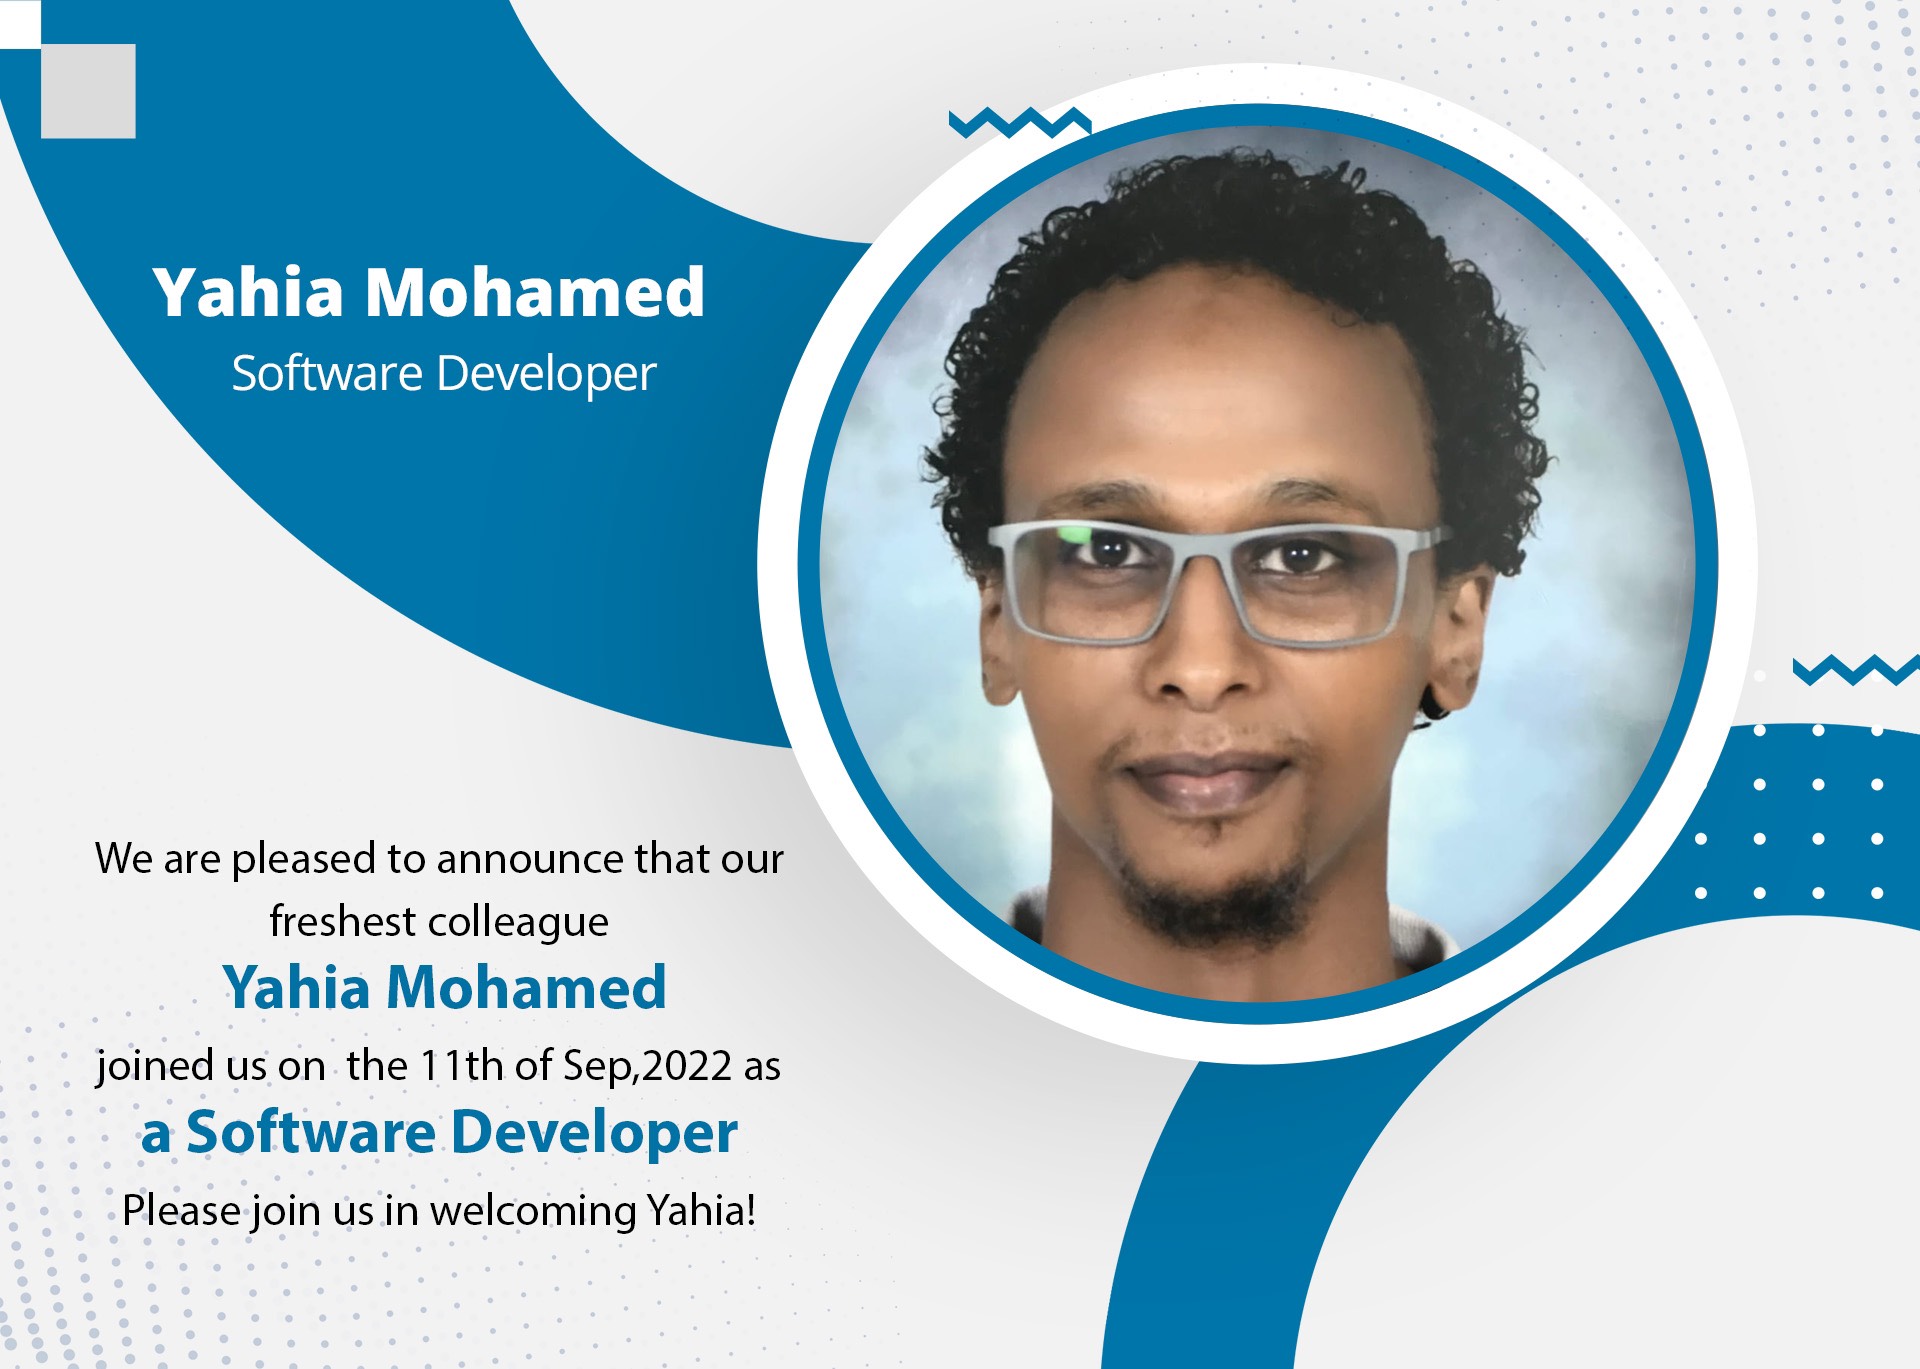 Yahia Mohamed
Software Developer
We are pleased to announce that our
freshest colleague
Yahia Mohamed
joined us on  the 11th of Sep,2022 as
a Software Developer
Please join us in welcoming Yahia!